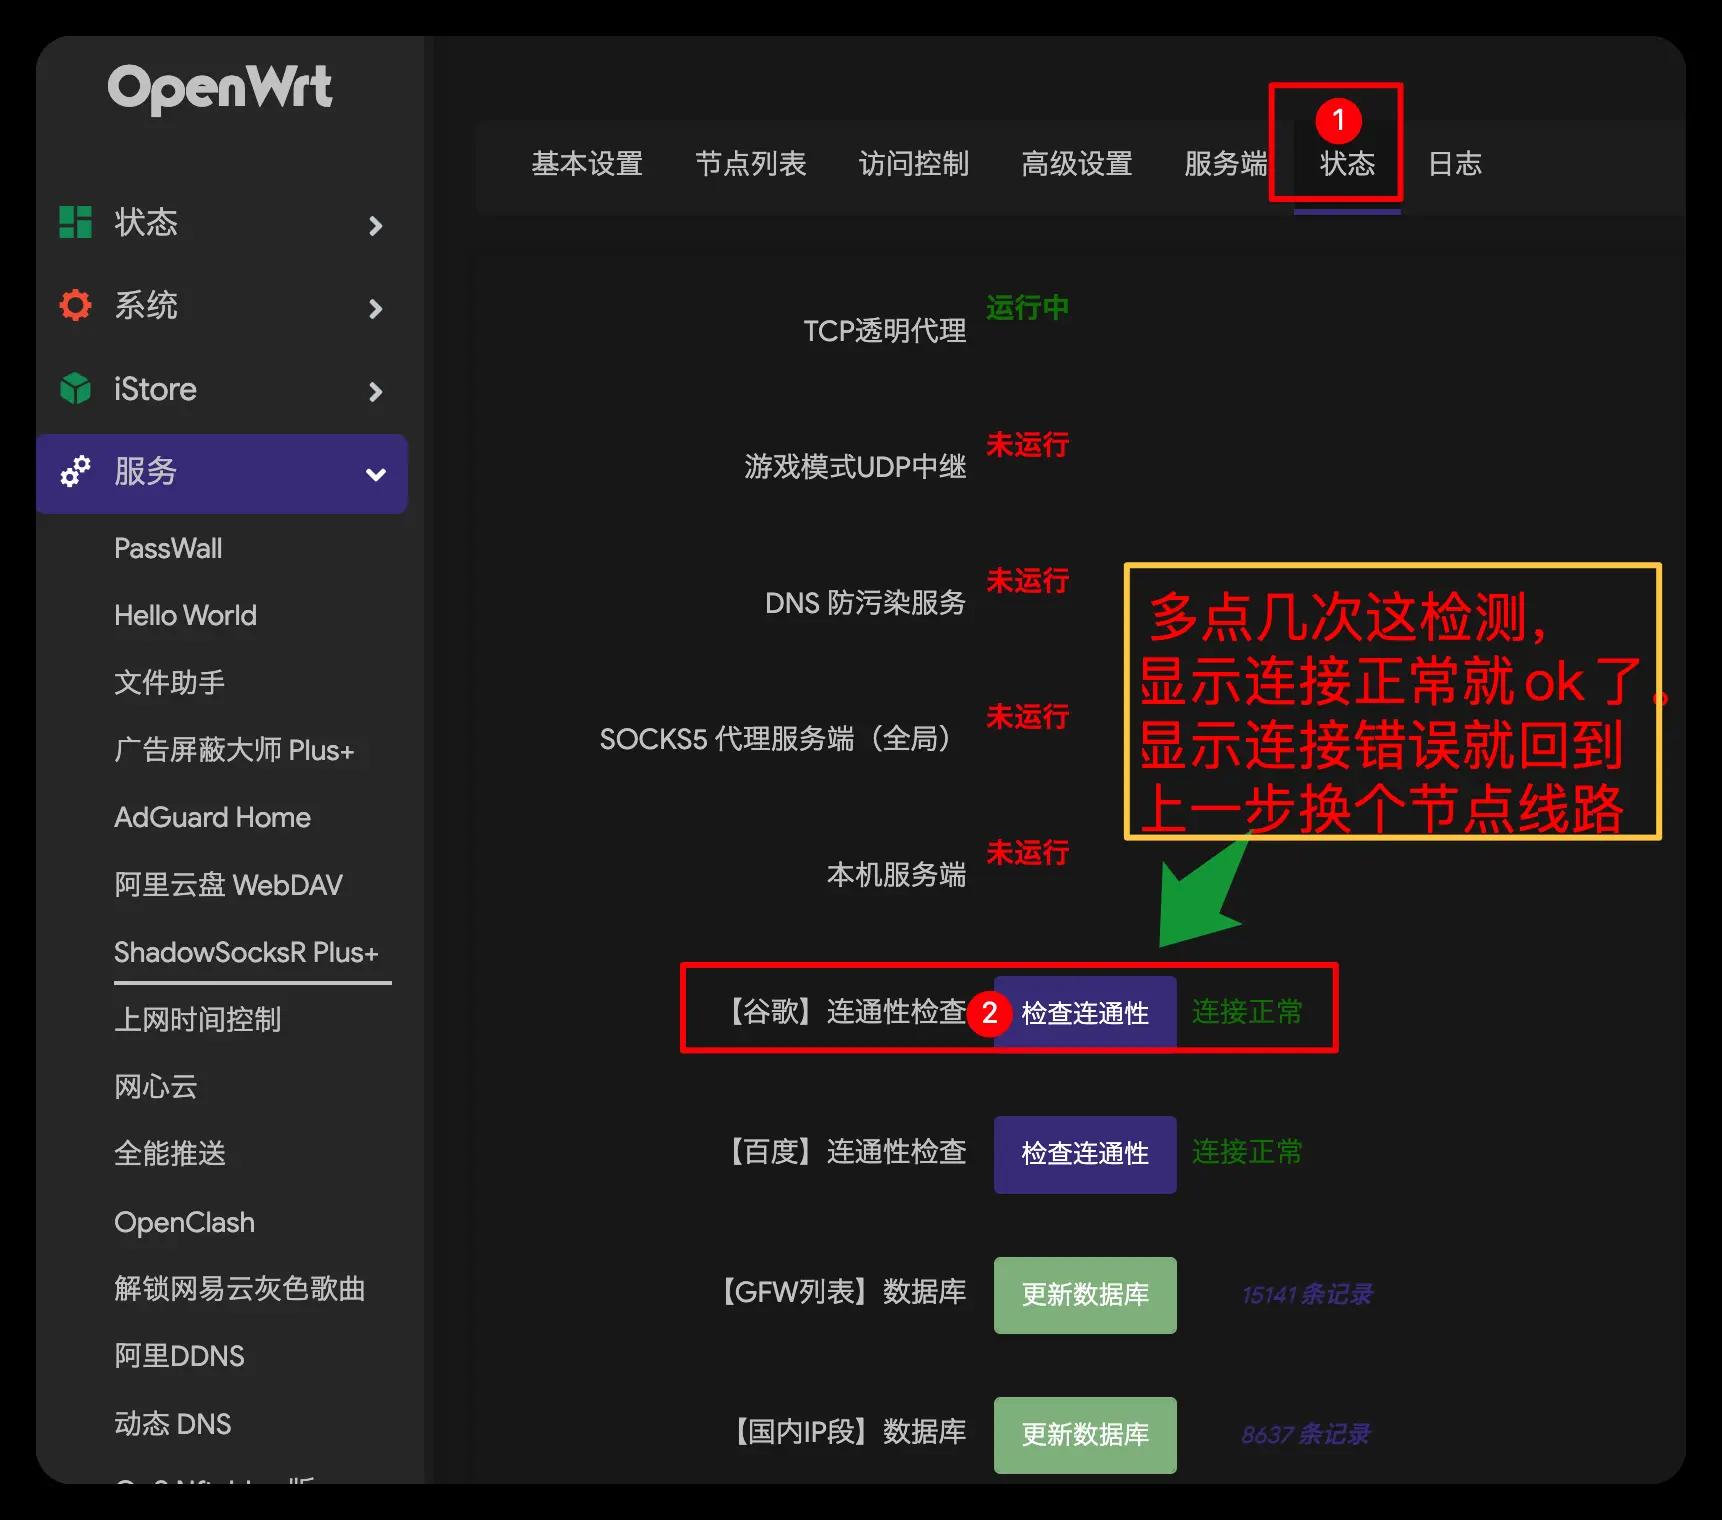 OpenWrt
状态
系统
iStore
服务
PassWall
Hello World
文件助手
广告屏蔽大师 Plus+
AdGuard Home
阿里云盘 WebDAV
ShadowSocksR Plus+
上网时间控制
网心云
全能推送
OpenClash
解锁网易云灰色歌曲
阿里DDNS
动态 DNS
基本设置 节点列表 访问控制 高级设置 服务端 状态 日志
1
TCP透明代理 运行中
游戏模式UDP中继 未运行
DNS 防污染服务 未运行
SOCKS5 代理服务端（全局） 未运行
本机服务端 未运行
多点几次这检测，
显示连接正常就 ok 了。
显示连接错误就回到
上一步换个节点线路
【谷歌】连通性检查 2 检查连通性 连接正常
【百度】连通性检查 检查连通性 连接正常
【GFW列表】数据库 更新数据库 15141 条记录
【国内IP段】数据库 更新数据库 8637 条记录